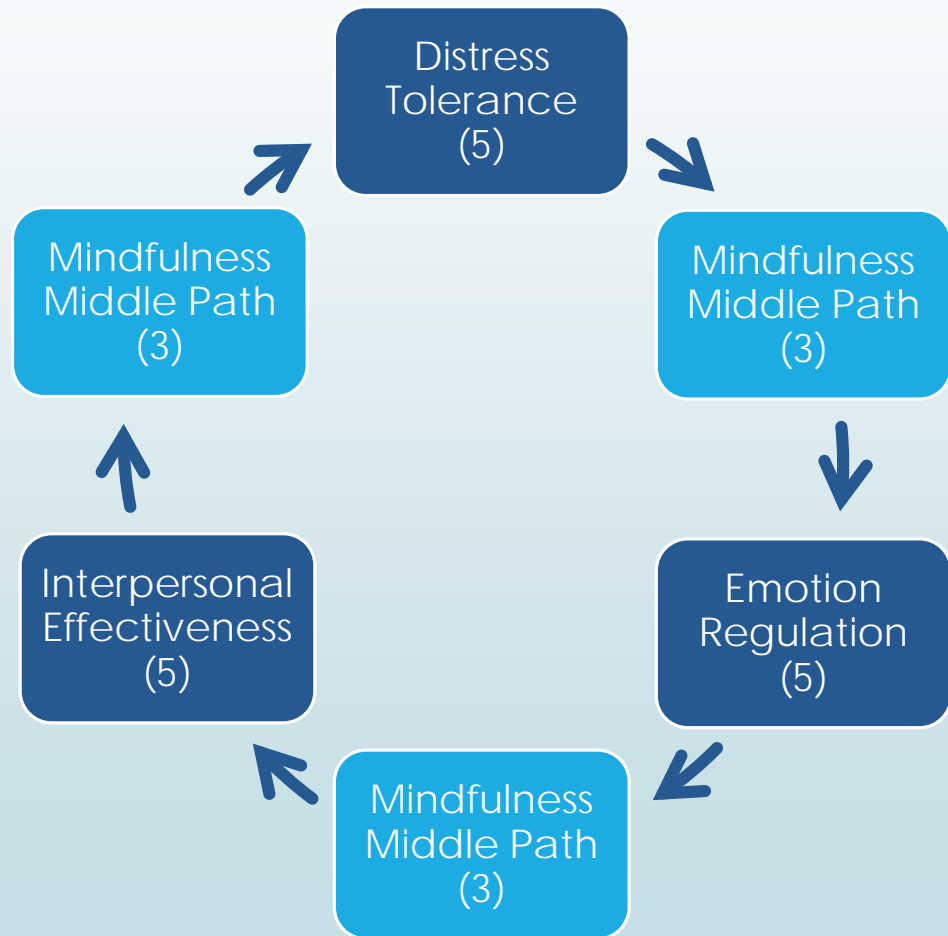 Distress
Tolerance
(5)
Mindfulness
Middle Path
(3)
Emotion
Regulation
(5)
Mindfulness
Middle Path
(3)
Interpersonal
Effectiveness
(5)
Mindfulness
Middle Path
(3)